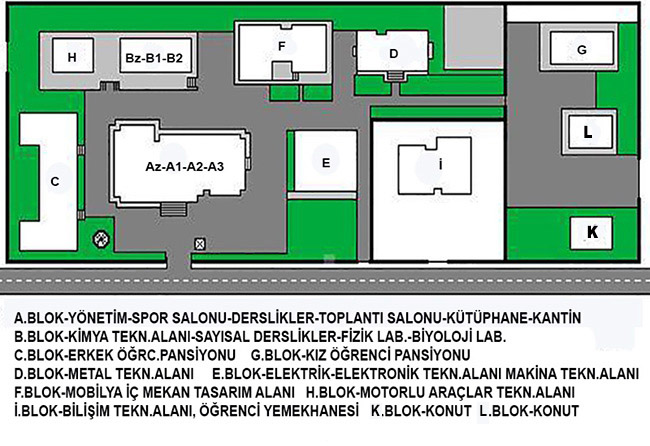 H
Bz-B1-B2
F
D
G
L
Az-A1-A2-A3
E
İ
C
K
A.BLOK-YÖNETİM-SPOR SALONU-DERSLİKLER-TOPLANTI SALONU-KÜTÜPHANE-KANTİN
B.BLOK-KİMYA TEKN.ALANI-SAYISAL DERSLİKLER-FİZİK LAB.-BİYOLOJİ LAB.
C.BLOK-ERKEK ÖĞRC.PANSİYONU G.BLOK-KIZ ÖĞRENCİ PANSİYONU
D.BLOK-METAL TEKN.ALANI E.BLOK-ELEKTRİK-ELEKTRONİK TEKN.ALANI MAKİNA TEKN.ALANI
F.BLOK-MOBİLYA İÇ MEKAN TASARIM ALANI H.BLOK-MOTORLU ARAÇLAR TEKN.ALANI
İ.BLOK-BİLİŞİM TEKN.ALANI, ÖĞRENCİ YEMEKHANESİ K.BLOK-KONUT L.BLOK-KONUT